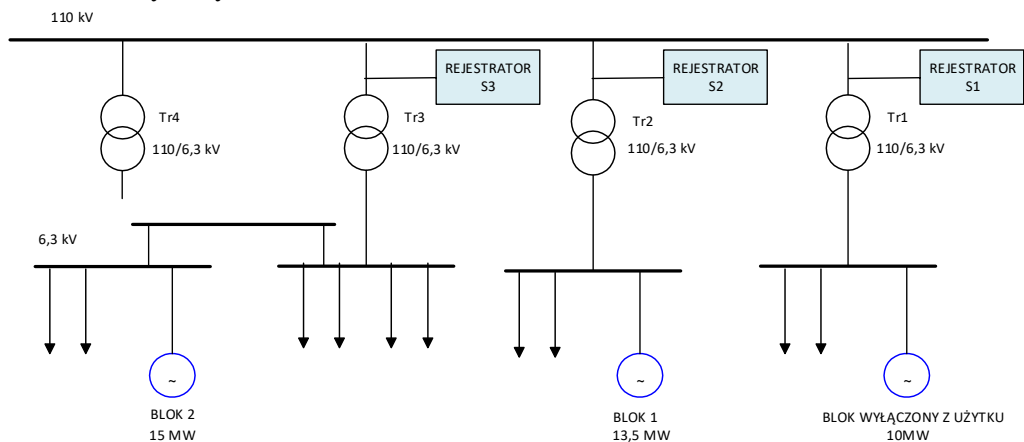 110 kV
REJESTRATOR
S3
REJESTRATOR
S2
REJESTRATOR
S1
Tr4
110/6,3 kV
Tr3
110/6,3 kV
Tr2
110/6,3 kV
Tr1
110/6,3 kV
6,3 kV
~
~
~
BLOK 2
15 MW
BLOK 1
13,5 MW
BLOK WYŁĄCZONY Z UŻYTKU
10MW